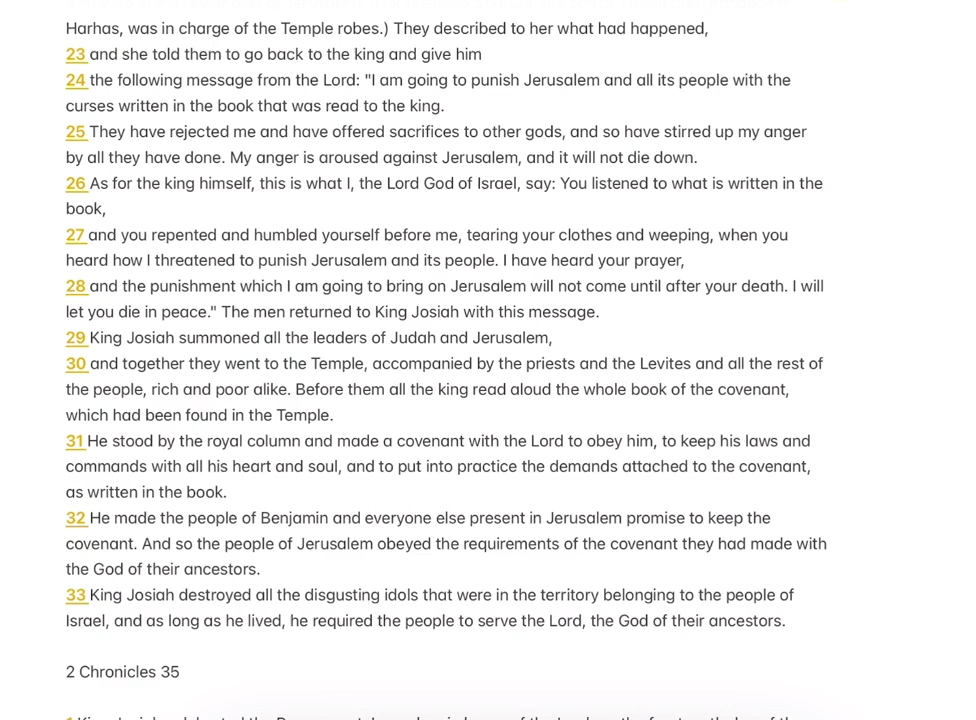 Harhas, was in charge of the Temple robes.) They described to her what had happened,
23 and she told them to go back to the king and give him
24 the following message from the Lord: "I am going to punish Jerusalem and all its people with the
curses written in the book that was read to the king.
25 They have rejected me and have offered sacrifices to other gods, and so have stirred up my anger
by all they have done. My anger is aroused against Jerusalem, and it will not die down.
26 As for the king himself, this is what I, the Lord God of Israel, say: You listened to what is written in the
book,
27 and you repented and humbled yourself before me, tearing your clothes and weeping, when you
heard how I threatened to punish Jerusalem and its people. I have heard your prayer,
28 and the punishment which I am going to bring on Jerusalem will not come until after your death. I will
let you die in peace." The men returned to King Josiah with this message.
29 King Josiah summoned all the leaders of Judah and Jerusalem,
30 and together they went to the Temple, accompanied by the priests and the Levites and all the rest of
the people, rich and poor alike. Before them all the king read aloud the whole book of the covenant,
which had been found in the Temple.
31 He stood by the royal column and made a covenant with the Lord to obey him, to keep his laws and
commands with all his heart and soul, and to put into practice the demands attached to the covenant,
as written in the book.
32 He made the people of Benjamin and everyone else present in Jerusalem promise to keep the
covenant. And so the people of Jerusalem obeyed the requirements of the covenant they had made with
the God of their ancestors.
33 King Josiah destroyed all the disgusting idols that were in the territory belonging to the people of
Israel, and as long as he lived, he required the people to serve the Lord, the God of their ancestors.
2 Chronicles 35